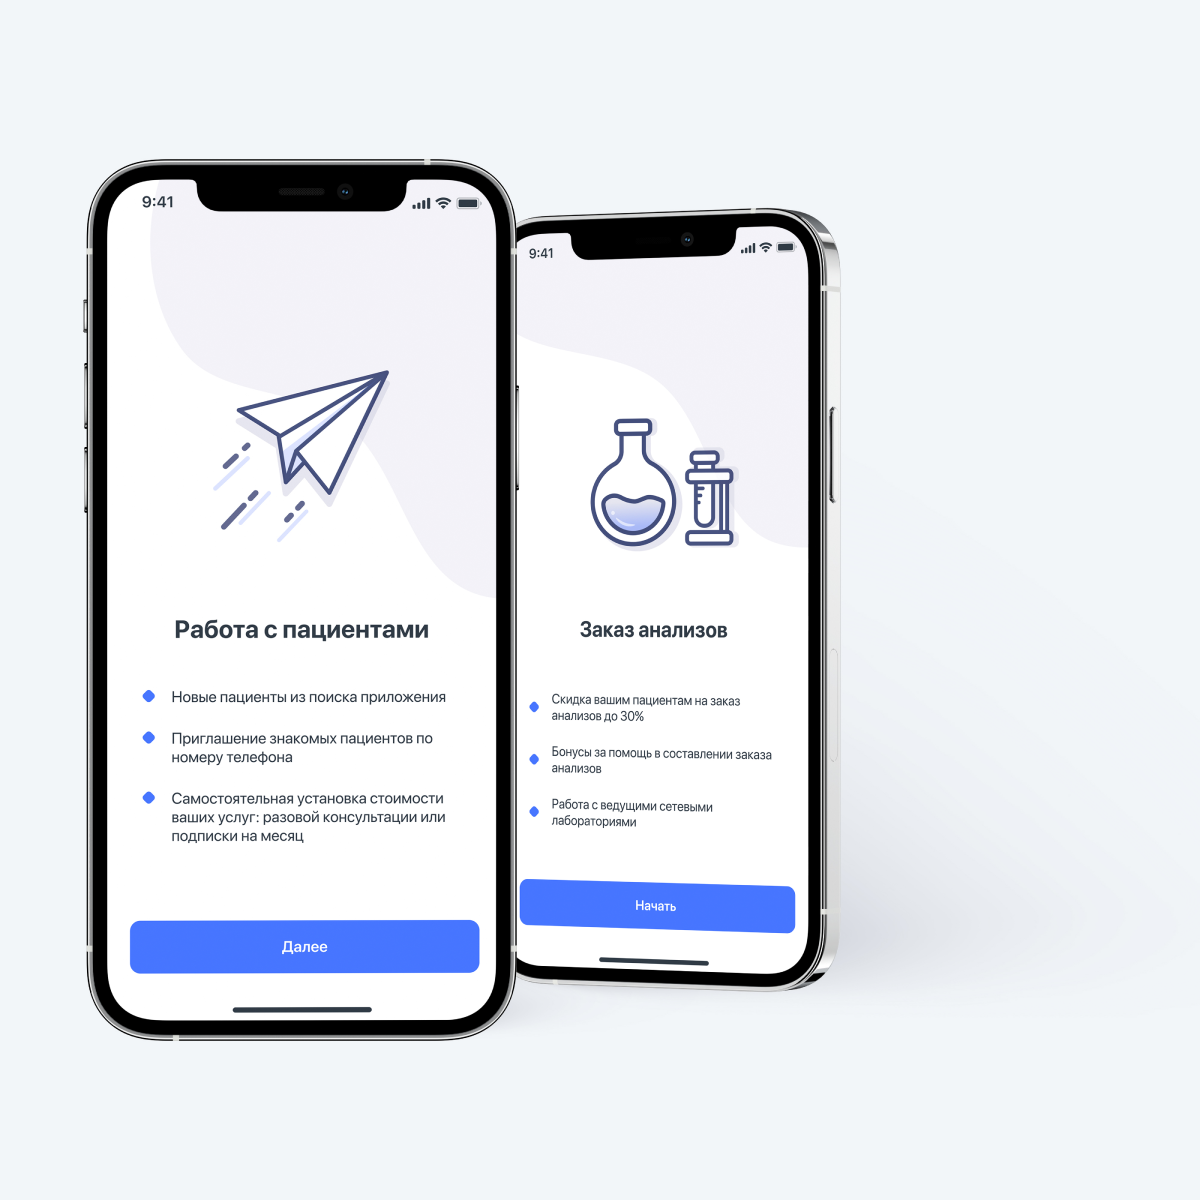 9:41
Работа с пациентами
Новые пациенты из поиска приложения
Приглашение знакомых пациентов по
номеру телефона
Самостоятельная установка стоимости
ваших услуг: разовой консультации или
подписки на месяц
Далее
9:41
Заказ анализов
Скидка вашим пациентам на заказ
анализов до 30%
Бонусы за помощь в составлении заказа
анализов
Работа с ведущими сетевыми
лабораториями
Начать